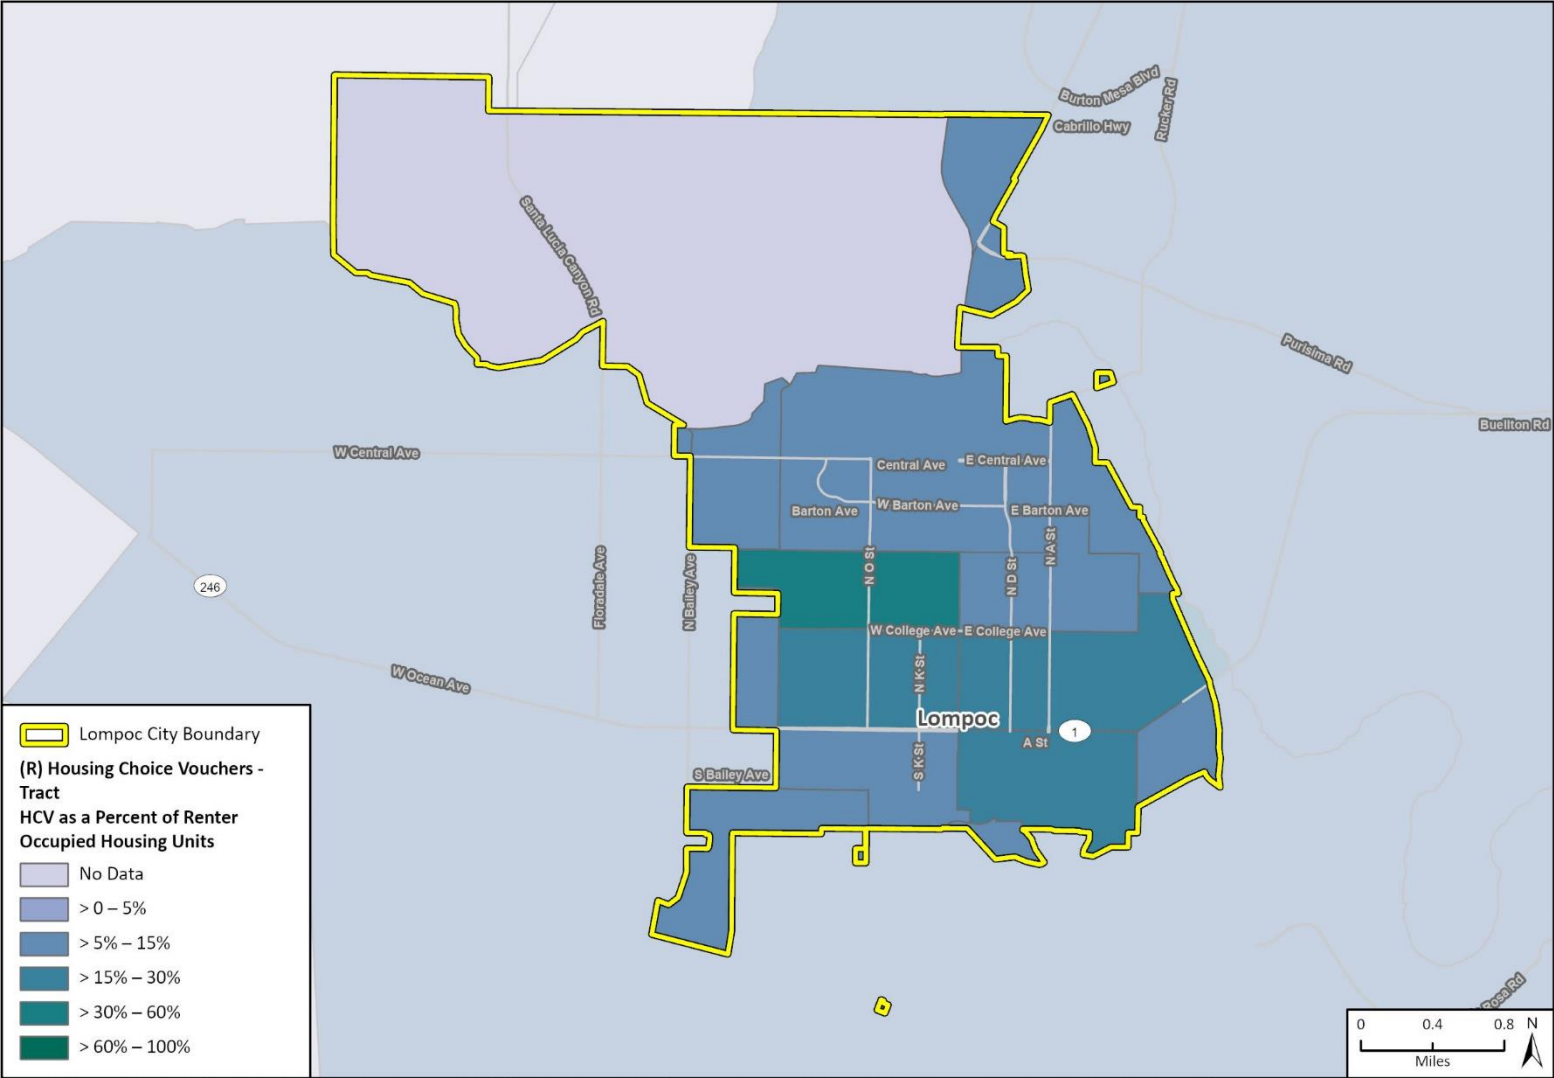 Burton Mesa Blvd
Rucker Rd
Cabrillo Hwy
Santa Lucia Canyon Rd
Purisima Rd
Buellton Rd
W Central Ave
Central Ave
E Central Ave
Barton Ave
W Barton Ave
E Barton Ave
N A St
N O St
N D St
Floradale Ave
N Bailey Ave
246
W College Ave
E College Ave
N K St
W Ocean Ave
Lompoc
1
A St
S K St
S Bailey Ave
Rosa Rd
Lompoc City Boundary
(R) Housing Choice Vouchers -
Tract
HCV as a Percent of Renter
Occupied Housing Units
No Data
> 0 – 5%
> 5% – 15%
> 15% – 30%
> 30% – 60%
> 60% – 100%
0 0.4 0.8 N
Miles